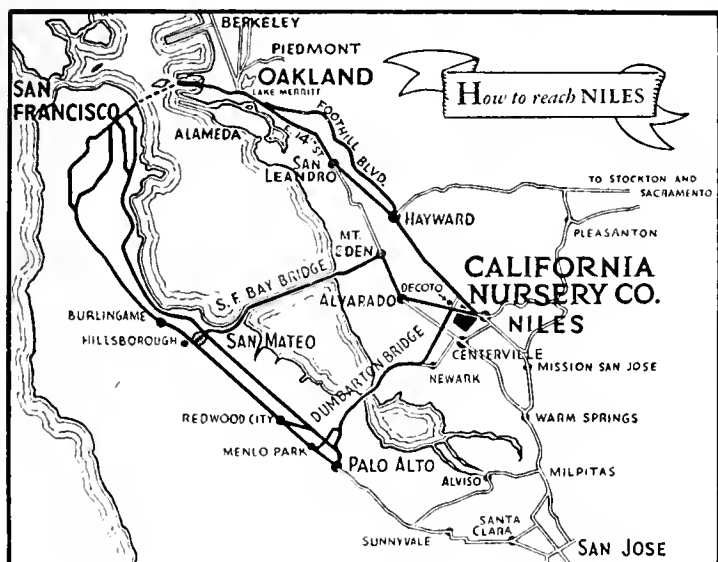 BERKELEY
PIEDMONT
OAKLAND
LAKE MERRITT
SAN
FRANCISCO
How to reach NILES
ALAMEDA
E. 14TH ST.
FOOTHILL BLVD.
SAN
LEANDRO
TO STOCKTON AND
SACRAMENTO
HAYWARD
PLEASANTON
MT.
EDEN
S.F. BAY BRIDGE
DECOTO
CALIFORNIA
NURSERY CO.
NILES
ALVARADO
BURLINGAME
HILLSBOROUGH
SAN MATEO
DUMBARTON BRIDGE
CENTERVILLE
NEWARK
MISSION SAN JOSE
REDWOOD CITY
WARM SPRINGS
MENLO PARK
PALO ALTO
ALVISO
MILPITAS
SUNNYVALE
SANTA
CLARA
SAN JOSE